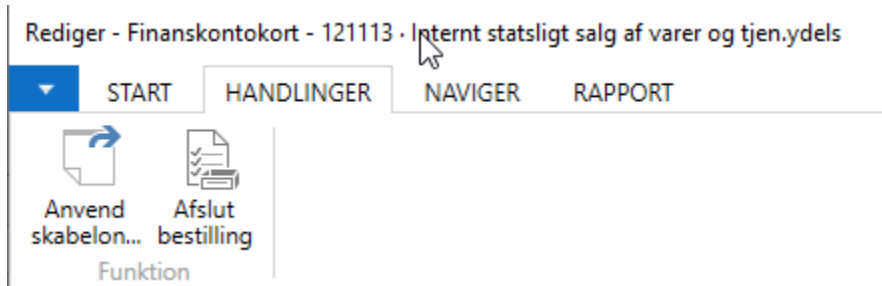 Rediger - Finanskontokort - 121113 · Internt statsligt salg af varer og tjen.ydels
START HANDLINGER NAVIGER RAPPORT
Anvend skabelon...
Afslut bestilling
Funktion